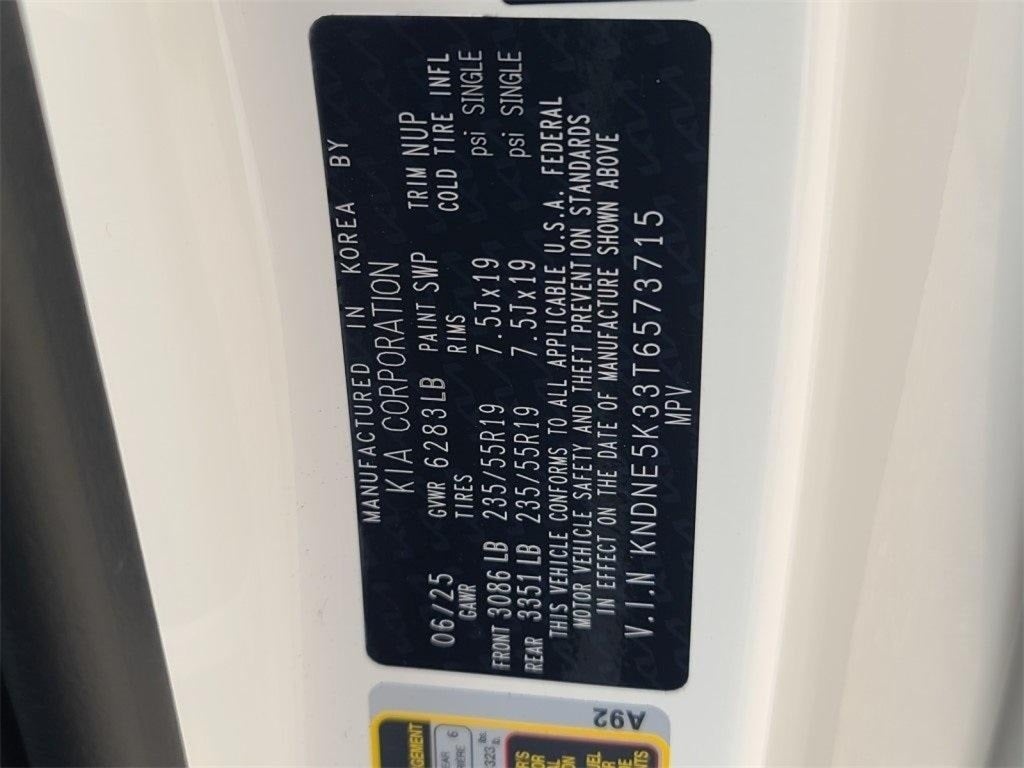 MANUFACTURED IN KOREA BY
KIA CORPORATION
06/25 GVWR 6283LB PAINT SWP TRIM NUP
GAWR TIRES RIMS COLD TIRE INFL
FRONT 3086 LB 235/55R19 7.5Jx19 psi SINGLE
REAR 3351 LB 235/55R19 7.5Jx19 psi SINGLE
THIS VEHICLE CONFORMS TO ALL APPLICABLE U.S.A. FEDERAL
MOTOR VEHICLE SAFETY AND THEFT PREVENTION STANDARDS
IN EFFECT ON THE DATE OF MANUFACTURE SHOWN ABOVE
V.I.N KNDNE5K33T6573715
MPV
A92
6
323
lbs.